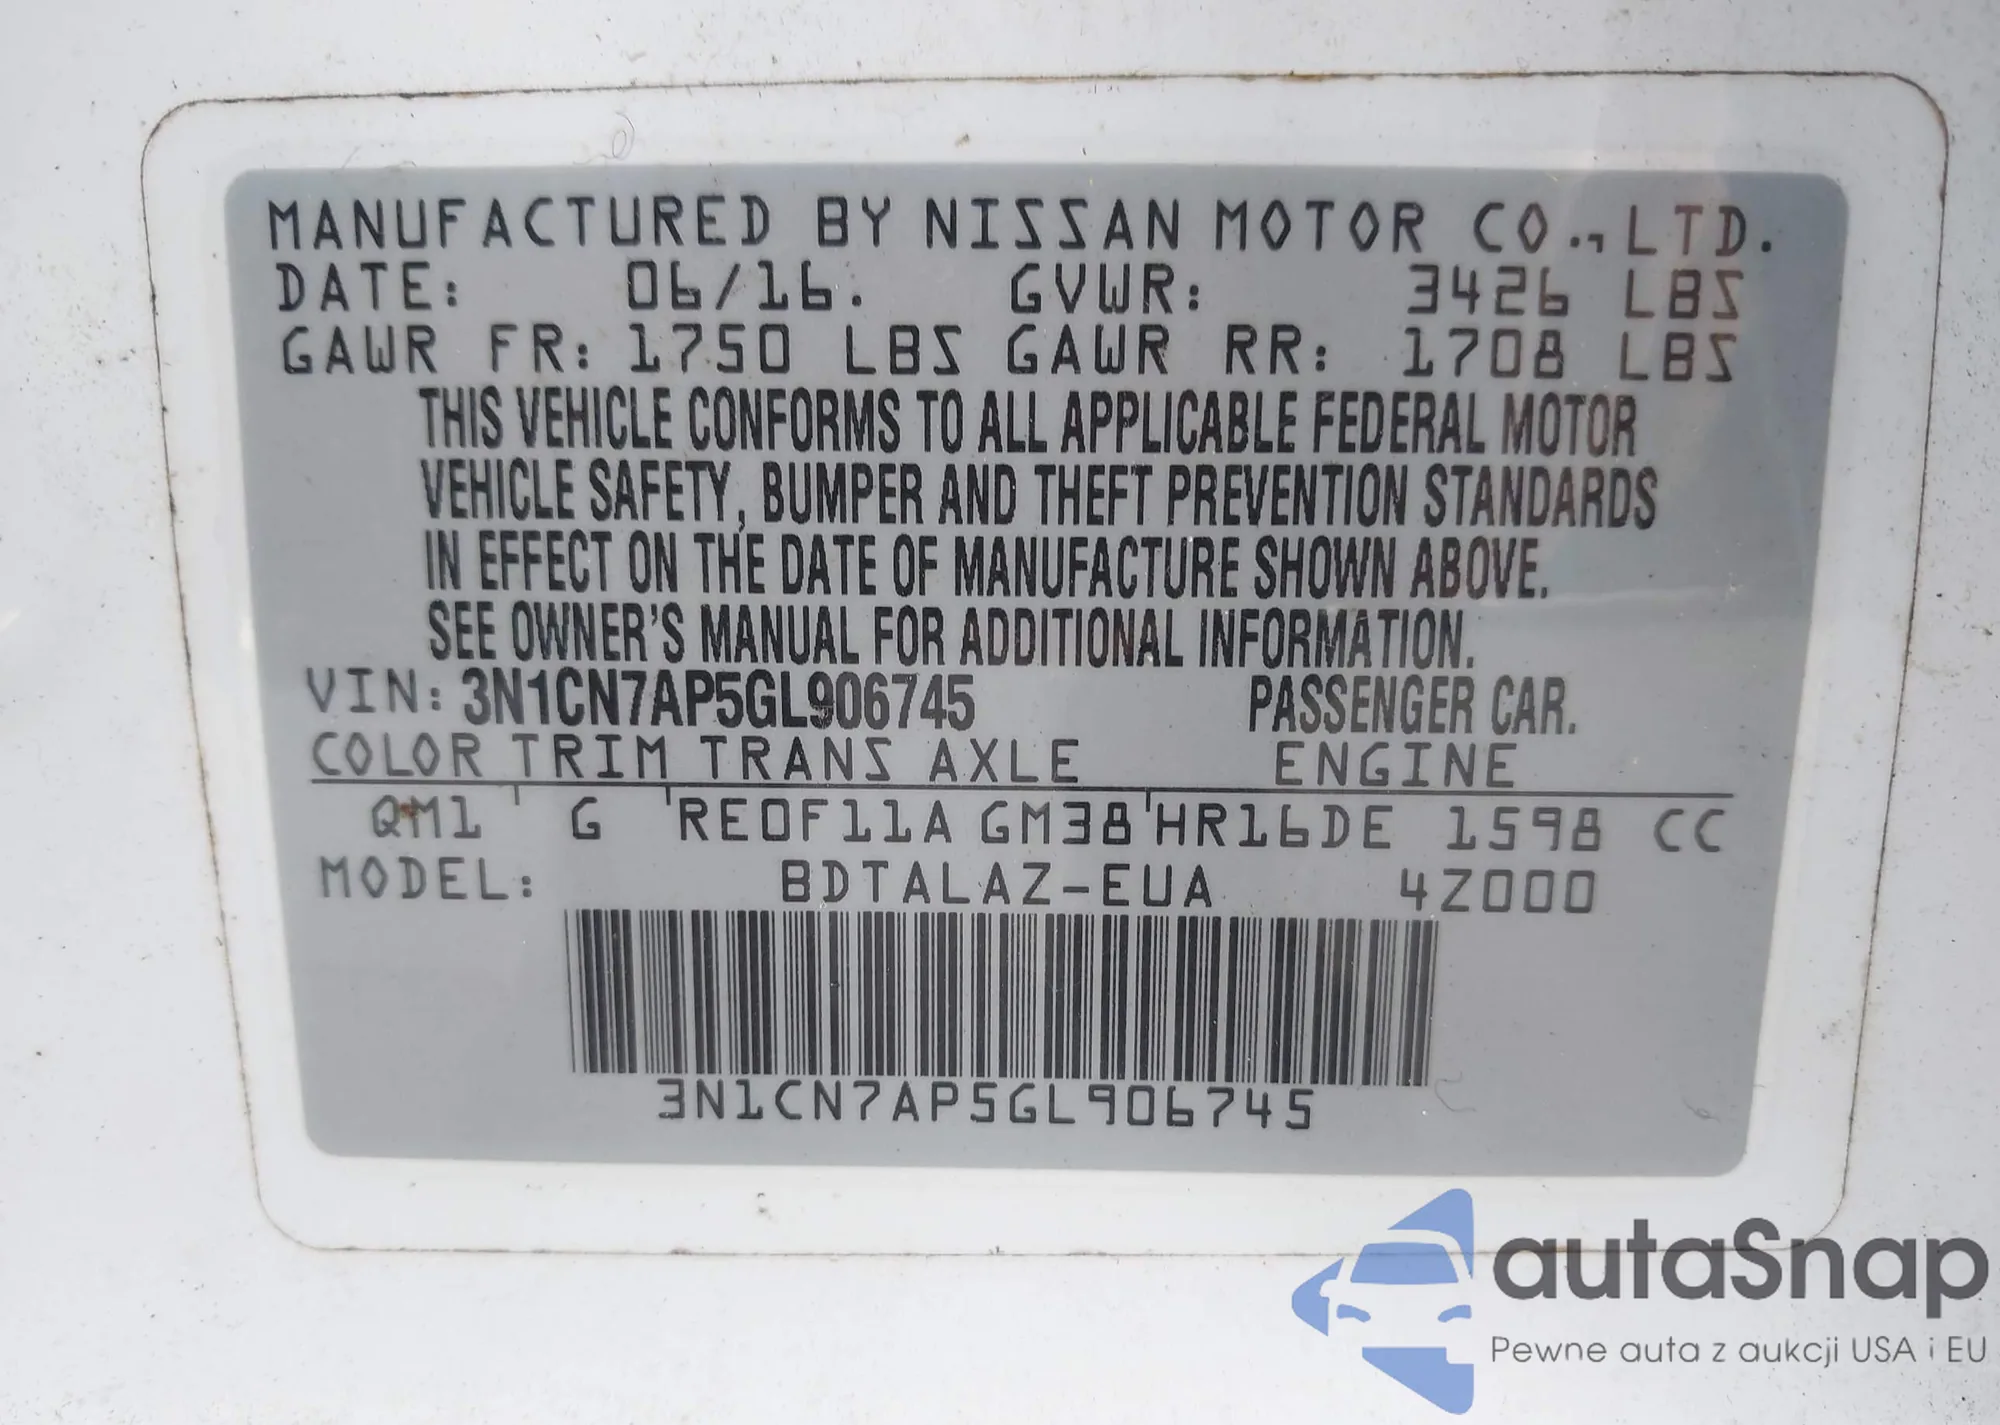 MANUFACTURED BY NISSAN MOTOR CO., LTD.
DATE: 06/16. GVWR: 3426 LBS
GAWR FR: 1750 LBS GAWR RR: 1708 LBS
THIS VEHICLE CONFORMS TO ALL APPLICABLE FEDERAL MOTOR
VEHICLE SAFETY, BUMPER AND THEFT PREVENTION STANDARDS
IN EFFECT ON THE DATE OF MANUFACTURE SHOWN ABOVE.
SEE OWNER'S MANUAL FOR ADDITIONAL INFORMATION.
VIN: 3N1CN7AP5GL906745 PASSENGER CAR.
COLOR TRIM TRANS AXLE ENGINE
QM1 G RE0F11A GM38 HR16DE 1598 CC
MODEL: BDTALAZ-EUA 4Z000
3N1CN7AP5GL906745
autaSnap
Pewne auta z aukcji USA i EU